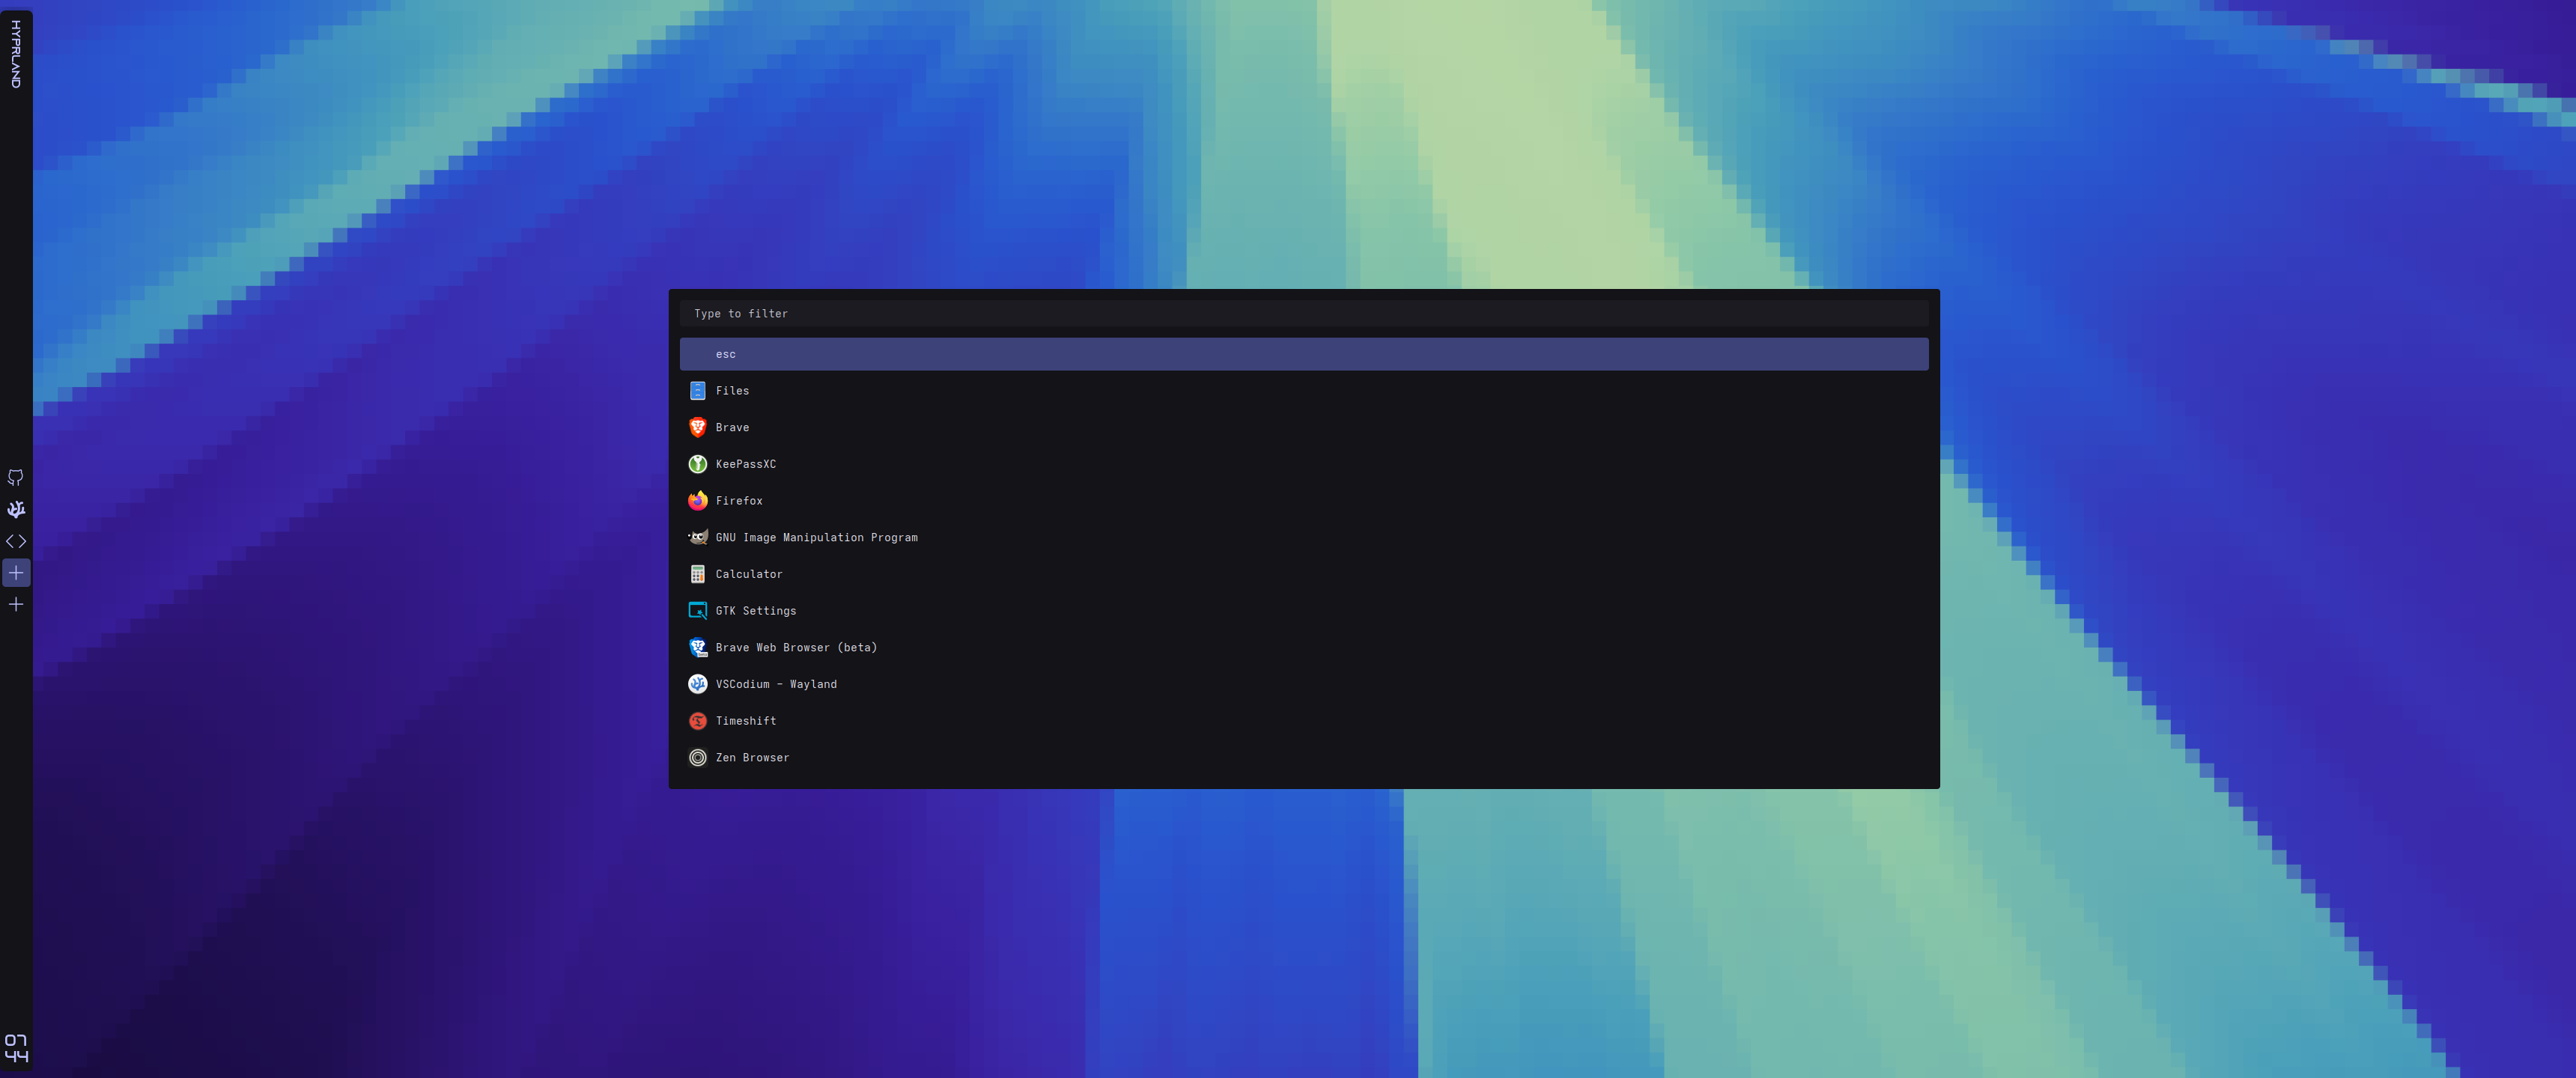 HYPRLAND
Type to filter
esc
Files
Brave
KeePassXC
Firefox
GNU Image Manipulation Program
Calculator
GTK Settings
Brave Web Browser (beta)
VSCodium - Wayland
Timeshift
Zen Browser
07
44